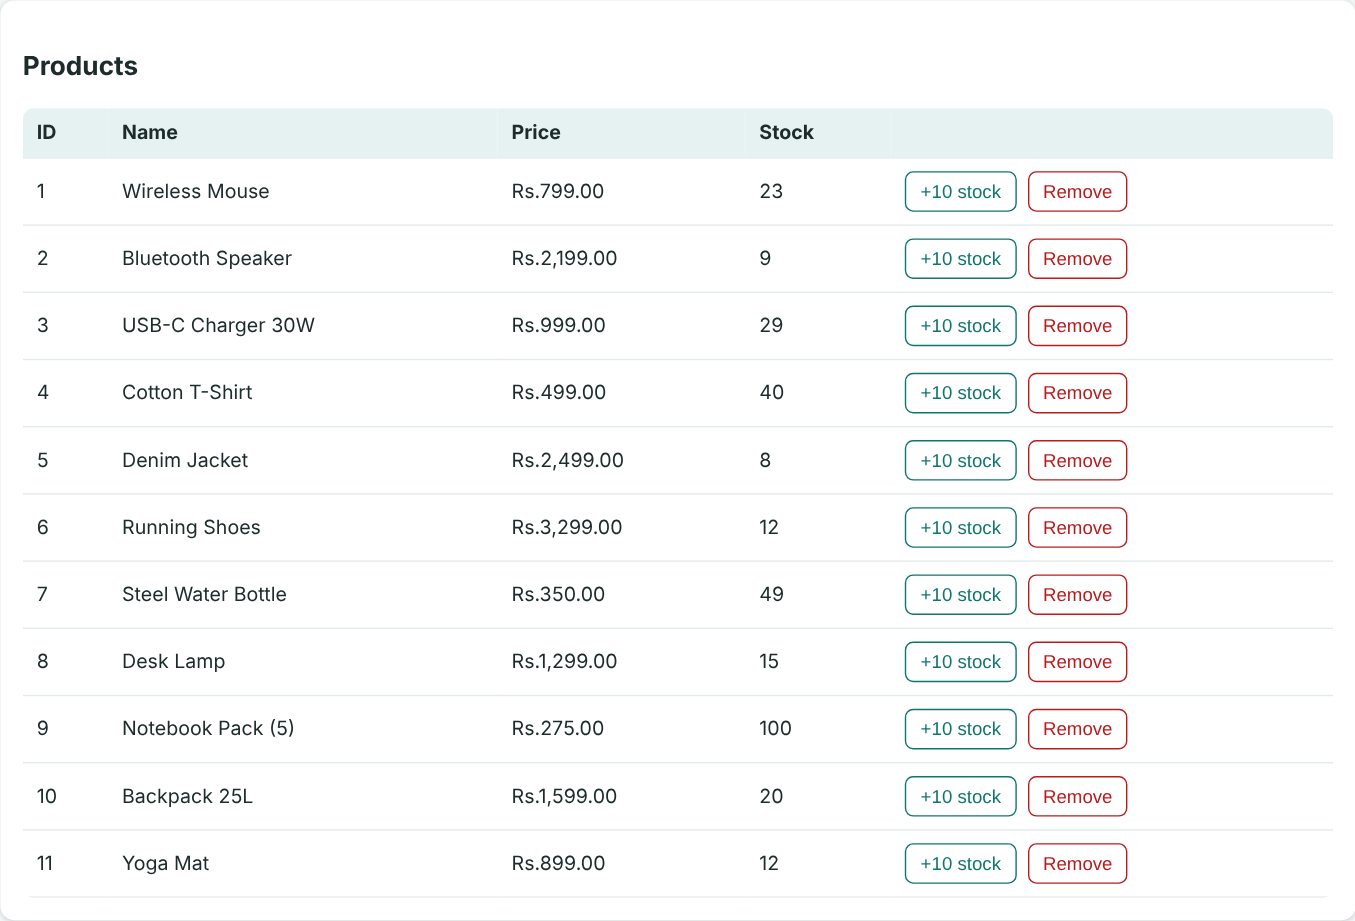 Products
ID Name Price Stock
1 Wireless Mouse Rs.799.00 23 +10 stock Remove
2 Bluetooth Speaker Rs.2,199.00 9 +10 stock Remove
3 USB-C Charger 30W Rs.999.00 29 +10 stock Remove
4 Cotton T-Shirt Rs.499.00 40 +10 stock Remove
5 Denim Jacket Rs.2,499.00 8 +10 stock Remove
6 Running Shoes Rs.3,299.00 12 +10 stock Remove
7 Steel Water Bottle Rs.350.00 49 +10 stock Remove
8 Desk Lamp Rs.1,299.00 15 +10 stock Remove
9 Notebook Pack (5) Rs.275.00 100 +10 stock Remove
10 Backpack 25L Rs.1,599.00 20 +10 stock Remove
11 Yoga Mat Rs.899.00 12 +10 stock Remove